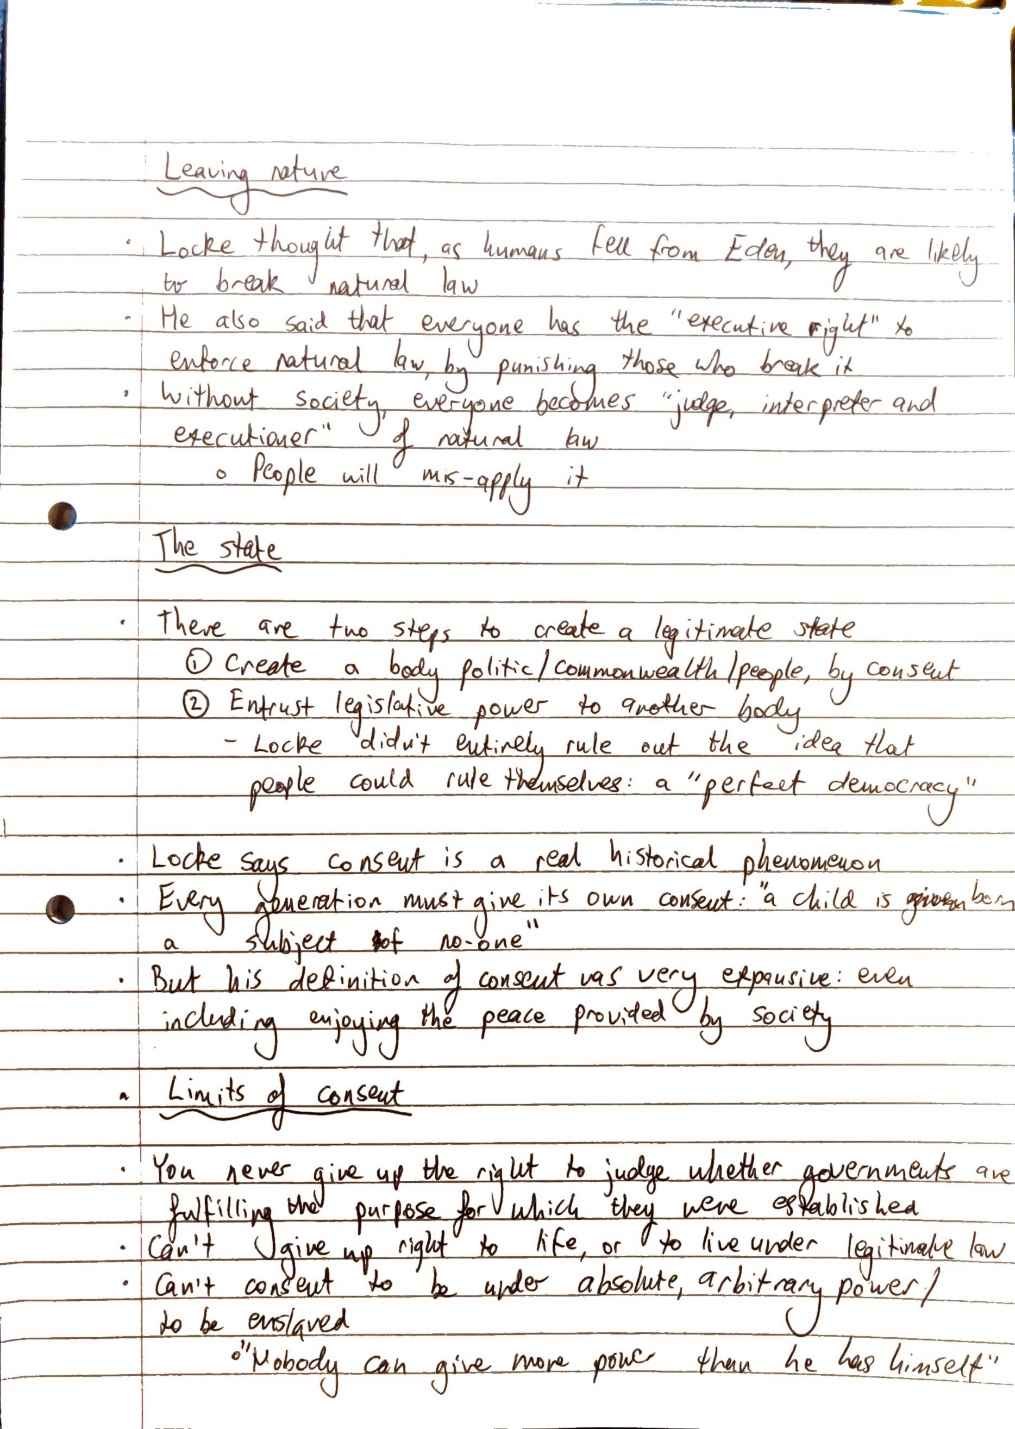 Leaving nature
· Locke thought that, as humans fell from Eden, they are likely
to break natural law
· He also said that everyone has the "executive right" to
enforce natural law, by punishing those who break it
· Without society, everyone becomes "judge, interpreter and
executioner" of natural law
o People will mis-apply it
The state
· There are two steps to create a legitimate state
① Create a body politic/commonwealth/people, by consent
② Entrust legislative power to another body
- Locke didn't entirely rule out the idea that
people could rule themselves: a "perfect democracy"
· Locke says consent is a real historical phenomenon
· Every generation must give its own consent: "a child is born
a subject of no-one"
· But his definition of consent was very expansive: even
including enjoying the peace provided by society
· Limits of consent
· You never give up the right to judge whether governments are
fulfilling the purpose for which they were established
· Can't give up right to life, or to live under legitimate law
· Can't consent to be under absolute, arbitrary power/
to be enslaved
o "Nobody can give more power than he has himself"